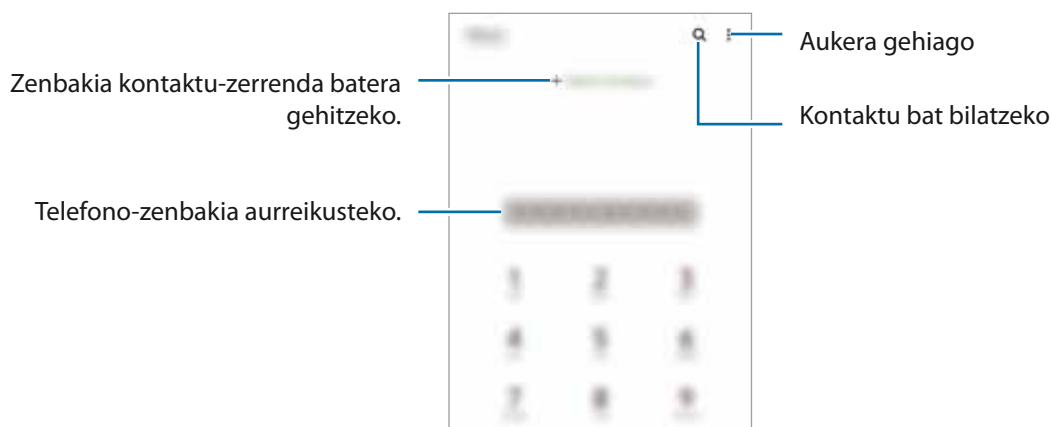 Aukera gehiago
Zenbakia kontaktu-zerrenda batera
gehitzeko.
Kontaktu bat bilatzeko
Telefono-zenbakia aurreikusteko.
1 2 3
4 5 6
7 8 9